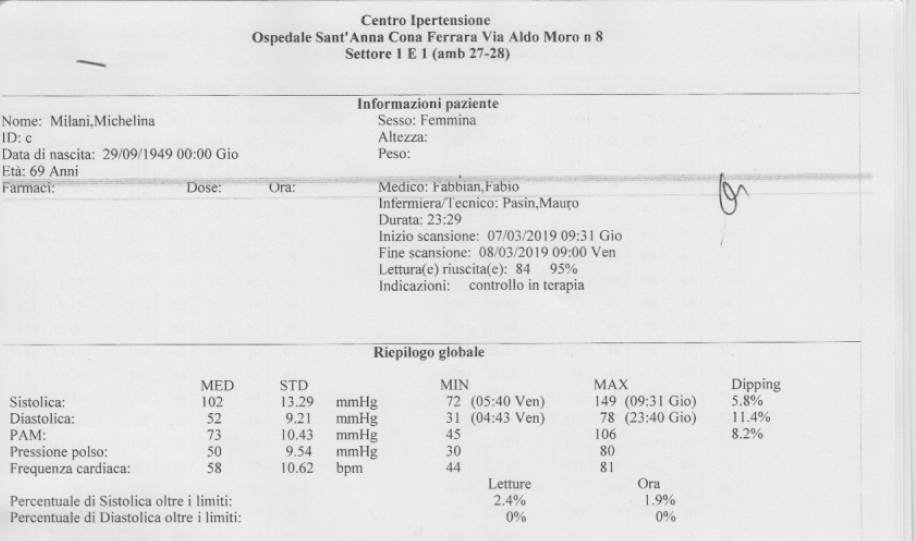 Centro Ipertensione
Ospedale Sant'Anna Cona Ferrara Via Aldo Moro n 8
Settore 1 E 1 (amb 27-28)
Informazioni paziente
Nome: Milani,Michelina Sesso: Femmina
ID: c Altezza:
Data di nascita: 29/09/1949 00:00 Gio Peso:
Età: 69 Anni
Farmaci: Dose: Ora: Medico: Fabbian,Fabio
Infermiera/Tecnico: Pasin,Mauro
Durata: 23:29
Inizio scansione: 07/03/2019 09:31 Gio
Fine scansione: 08/03/2019 09:00 Ven
Lettura(e) riuscita(e): 84 95%
Indicazioni: controllo in terapia
Riepilogo globale
MED STD MIN MAX Dipping
Sistolica: 102 13.29 mmHg 72 (05:40 Ven) 149 (09:31 Gio) 5.8%
Diastolica: 52 9.21 mmHg 31 (04:43 Ven) 78 (23:40 Gio) 11.4%
PAM: 73 10.43 mmHg 45 106 8.2%
Pressione polso: 50 9.54 mmHg 30 80
Frequenza cardiaca: 58 10.62 bpm 44 81
Letture Ora
Percentuale di Sistolica oltre i limiti: 2.4% 1.9%
Percentuale di Diastolica oltre i limiti: 0% 0%